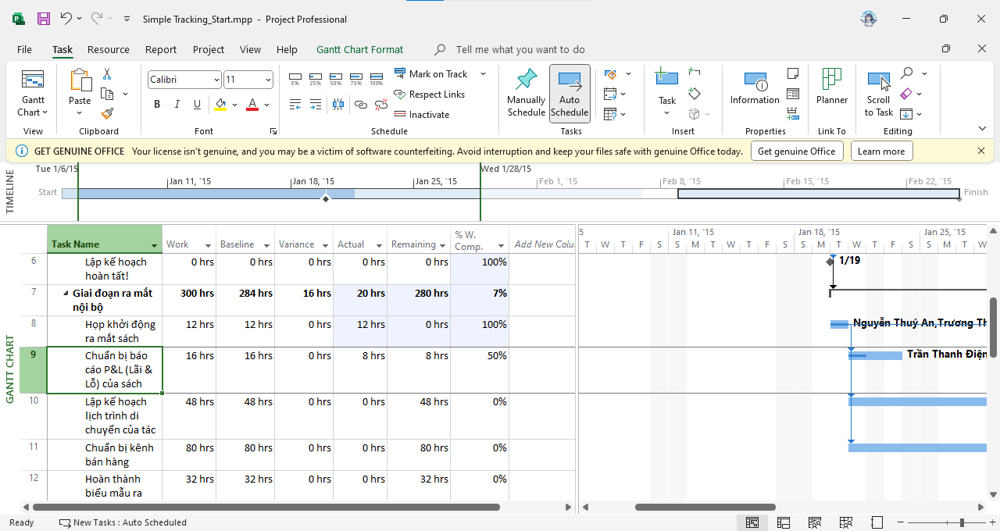 Simple Tracking_Start.mpp - Project Professional
File Task Resource Report Project View Help Gantt Chart Format Tell me what you want to do
Gantt Chart
View
Paste
Clipboard
Calibri 11
B I U A
Font
0% 25% 50% 75% 100%
Mark on Track
Respect Links
Inactivate
Schedule
Manually Schedule
Auto Schedule
Tasks
Task
Insert
Information
Properties
Planner
Link To
Scroll to Task
Editing
GET GENUINE OFFICE Your license isn't genuine, and you may be a victim of software counterfeiting. Avoid interruption and keep your files safe with genuine Office today. Get genuine Office Learn more
TIMELINE
Tue 1/6/15 Wed 1/28/15
Jan 11, '15 Jan 18, '15 Jan 25, '15 Feb 1, '15 Feb 8, '15 Feb 15, '15 Feb 22, '15
Start Finish
GANTT CHART
Task Name Work Baseline Variance Actual Remaining % W. Comp. Add New Colu
5 Jan 11, '15 Jan 18, '15 Jan 25, '15
T W T F S S M T W T F S S M T W T F S S M T W
6 Lập kế hoạch hoàn tất! 0 hrs 0 hrs 0 hrs 0 hrs 0 hrs 100%
1/19
7 Giai đoạn ra mắt nội bộ 300 hrs 284 hrs 16 hrs 20 hrs 280 hrs 7%
8 Họp khởi động ra mắt sách 12 hrs 12 hrs 0 hrs 12 hrs 0 hrs 100%
Nguyễn Thuý An,Trương Th
9 Chuẩn bị báo cáo P&L (Lãi & Lỗ) của sách 16 hrs 16 hrs 0 hrs 8 hrs 8 hrs 50%
Trần Thanh Điện
10 Lập kế hoạch lịch trình di chuyển của tác 48 hrs 48 hrs 0 hrs 0 hrs 48 hrs 0%
11 Chuẩn bị kênh bán hàng 80 hrs 80 hrs 0 hrs 0 hrs 80 hrs 0%
12 Hoàn thành biểu mẫu ra 32 hrs 32 hrs 0 hrs 0 hrs 32 hrs 0%
Ready New Tasks : Auto Scheduled